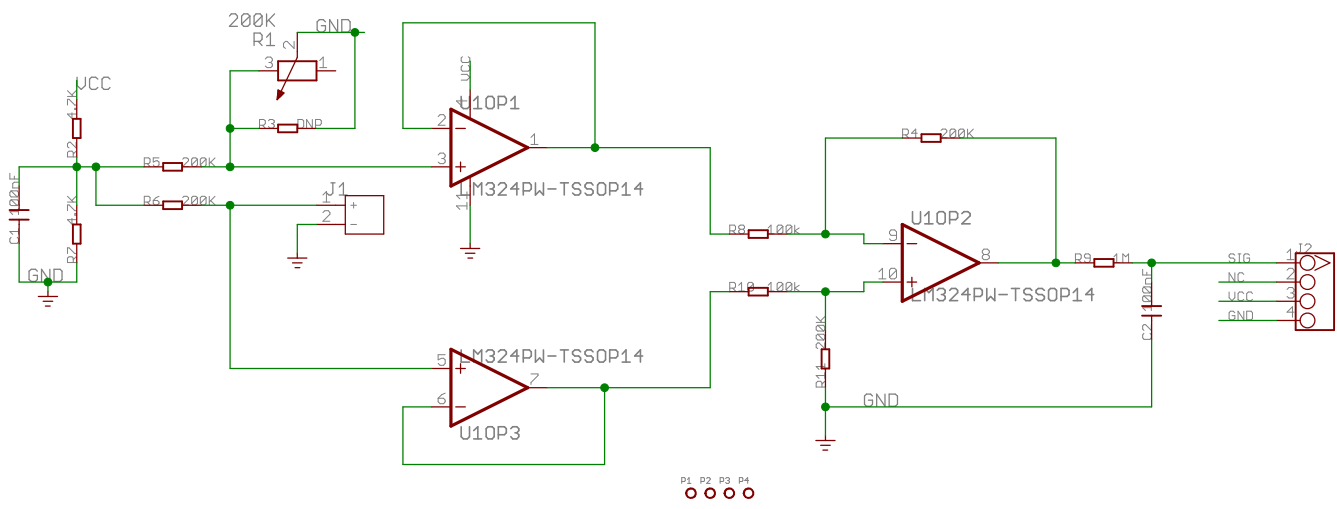 200K
R1
GND
2
3
1
VCC
4.7K
R2
R3 DNP
R5 200K
R6 200K
100nF
C1
4.7K
R7
GND
J1
1
+
2
-
VCC
4
U1OP1
2
-
1
3
+
LM324PW-TSSOP14
11
R4 200K
U1OP2
R8 100k
9
-
8
10
+
LM324PW-TSSOP14
R10 100k
200K
R11
GND
R9 1M
100nF
C2
J2
SIG 1
NC 2
VCC 3
GND 4
LM324PW-TSSOP14
5
+
7
6
-
U1OP3
P1 P2 P3 P4